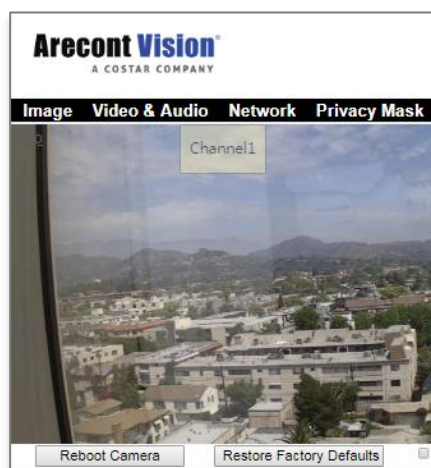 Arecont Vision®
A COSTAR COMPANY
Image Video & Audio Network Privacy Mask
Channel1
Reboot Camera Restore Factory Defaults